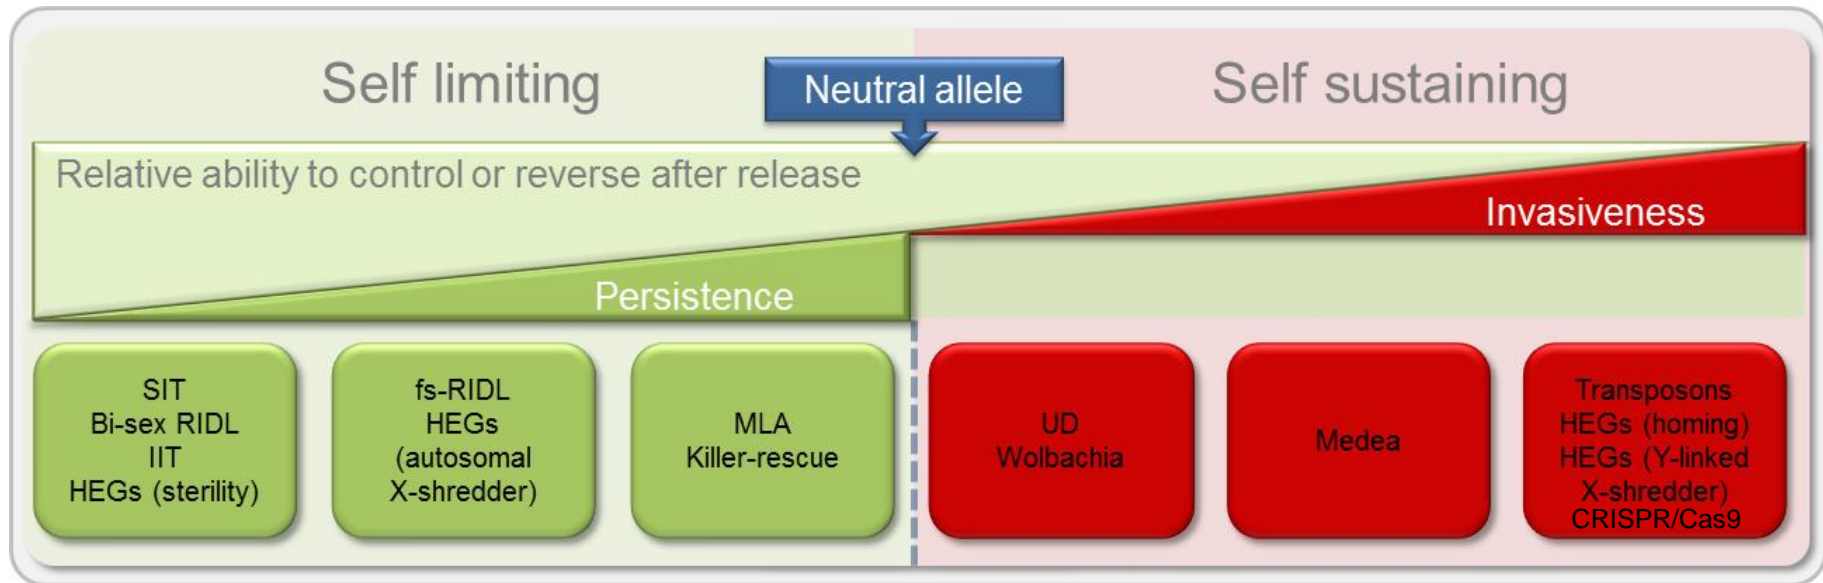 Self limiting
Neutral allele
Self sustaining
Relative ability to control or reverse after release
Invasiveness
Persistence
SIT
Bi-sex RIDL
IIT
HEGs (sterility)
fs-RIDL
HEGs
(autosomal
X-shredder)
MLA
Killer-rescue
UD
Wolbachia
Medea
Transposons
HEGs (homing)
HEGs (Y-linked
X-shredder)
CRISPR/Cas9